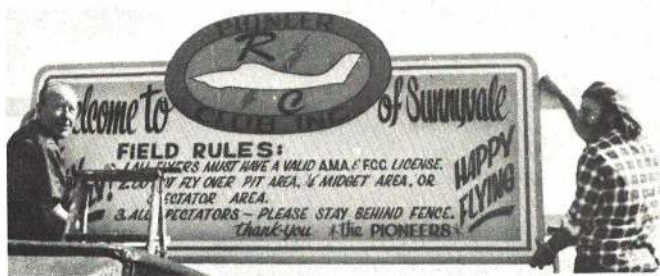 PIONEER
R
C
CLUB INC.
Welcome to
of Sunnyvale
FIELD RULES:
1. ALL FLYERS MUST HAVE A VALID A.M.A. & F.C.C. LICENSE.
FLY OVER PIT AREA, ¼ MIDGET AREA, OR
SPECTATOR AREA.
3. ALL SPECTATORS ~ PLEASE STAY BEHIND FENCE.
thank-you the PIONEERS
HAPPY
FLYING